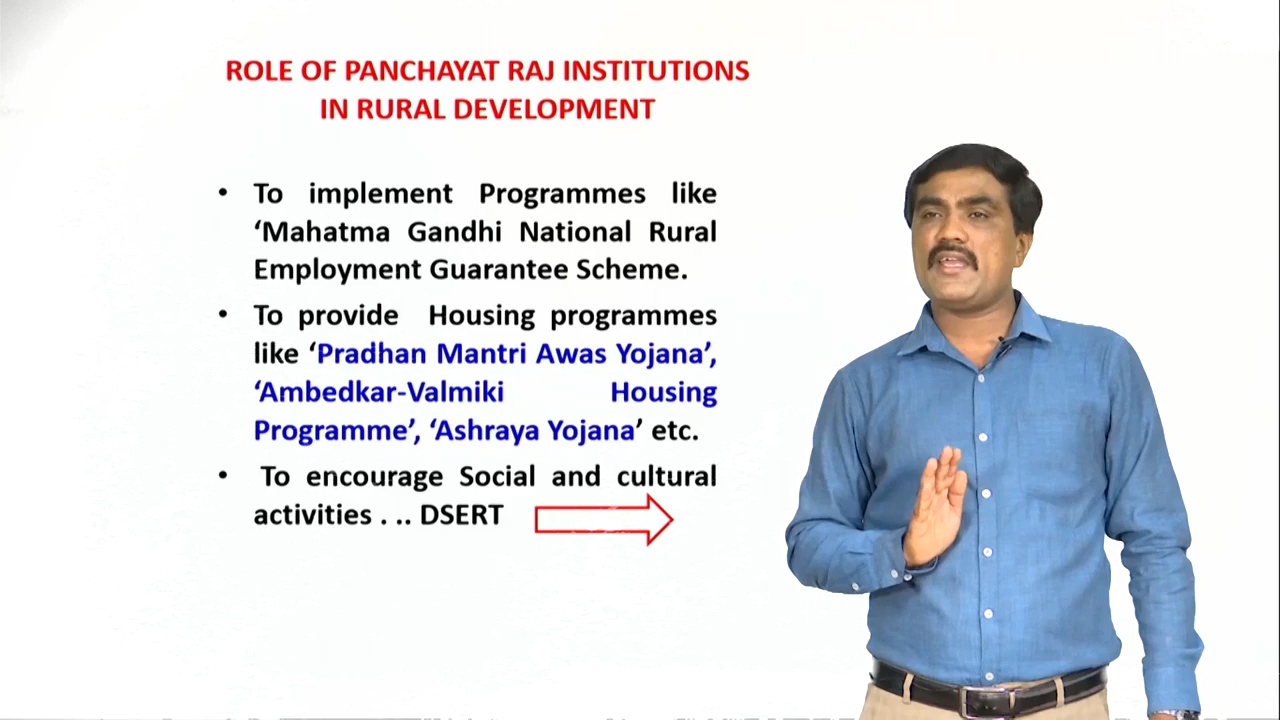 ROLE OF PANCHAYAT RAJ INSTITUTIONS
IN RURAL DEVELOPMENT
• To implement Programmes like
‘Mahatma Gandhi National Rural
Employment Guarantee Scheme.
• To provide Housing programmes
like ‘Pradhan Mantri Awas Yojana’,
‘Ambedkar-Valmiki Housing
Programme’, ‘Ashraya Yojana’ etc.
• To encourage Social and cultural
activities . .. DSERT